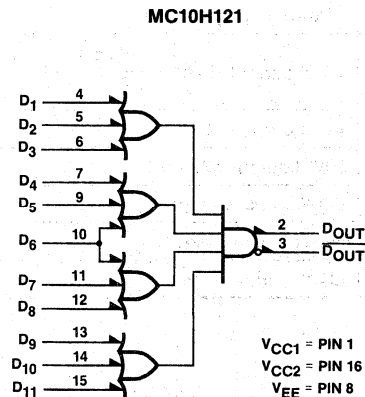 MC10H121
D1 4
D2 5
D3 6
D4 7
D5 9
D6 10
D7 11
D8 12
D9 13
D10 14
D11 15
2 DOUT
3 D̅O̅U̅T̅
VCC1 = PIN 1
VCC2 = PIN 16
VEE = PIN 8